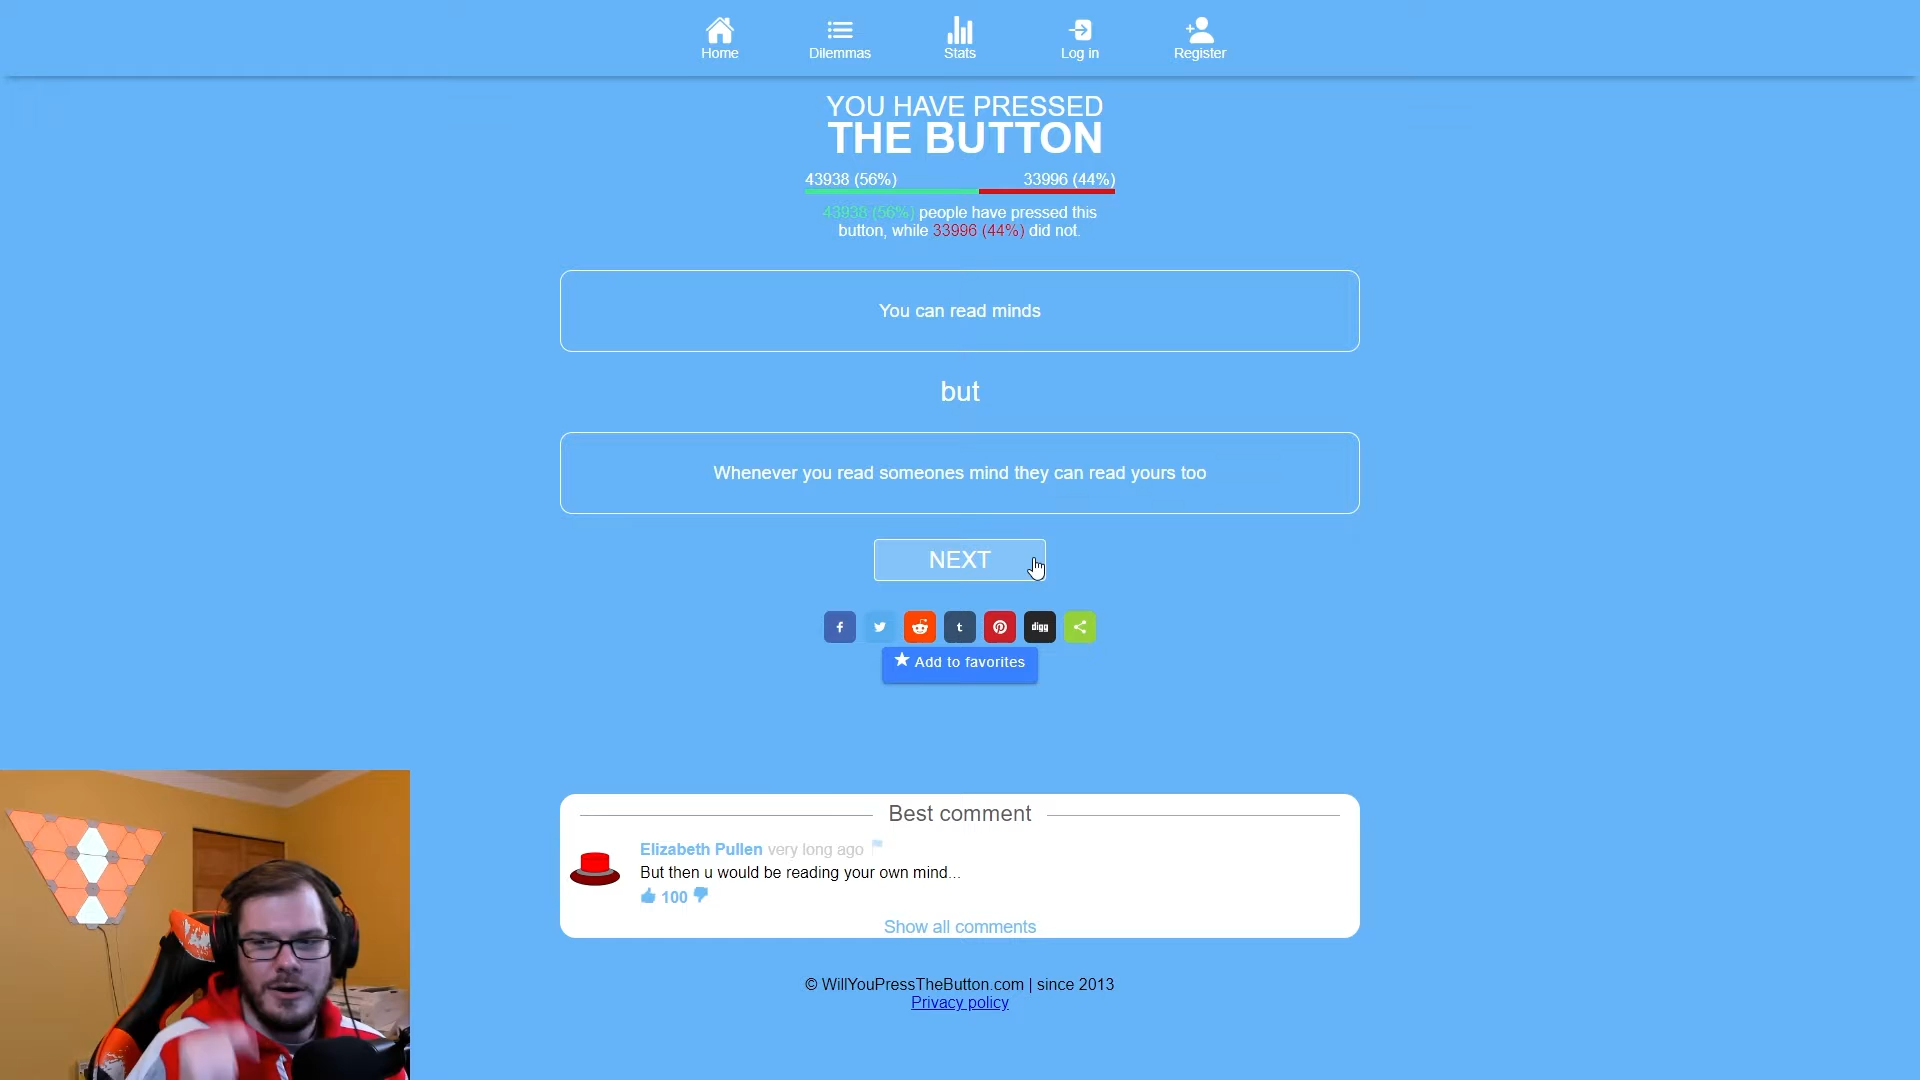 Home
Dilemmas
Stats
Log in
Register
YOU HAVE PRESSED
THE BUTTON
43938 (56%)
33996 (44%)
43938 (56%) people have pressed this
button, while 33996 (44%) did not.
You can read minds
but
Whenever you read someones mind they can read yours too
NEXT
f
t
digg
Add to favorites
Best comment
Elizabeth Pullen very long ago
But then u would be reading your own mind...
100
Show all comments
© WillYouPressTheButton.com | since 2013
Privacy policy